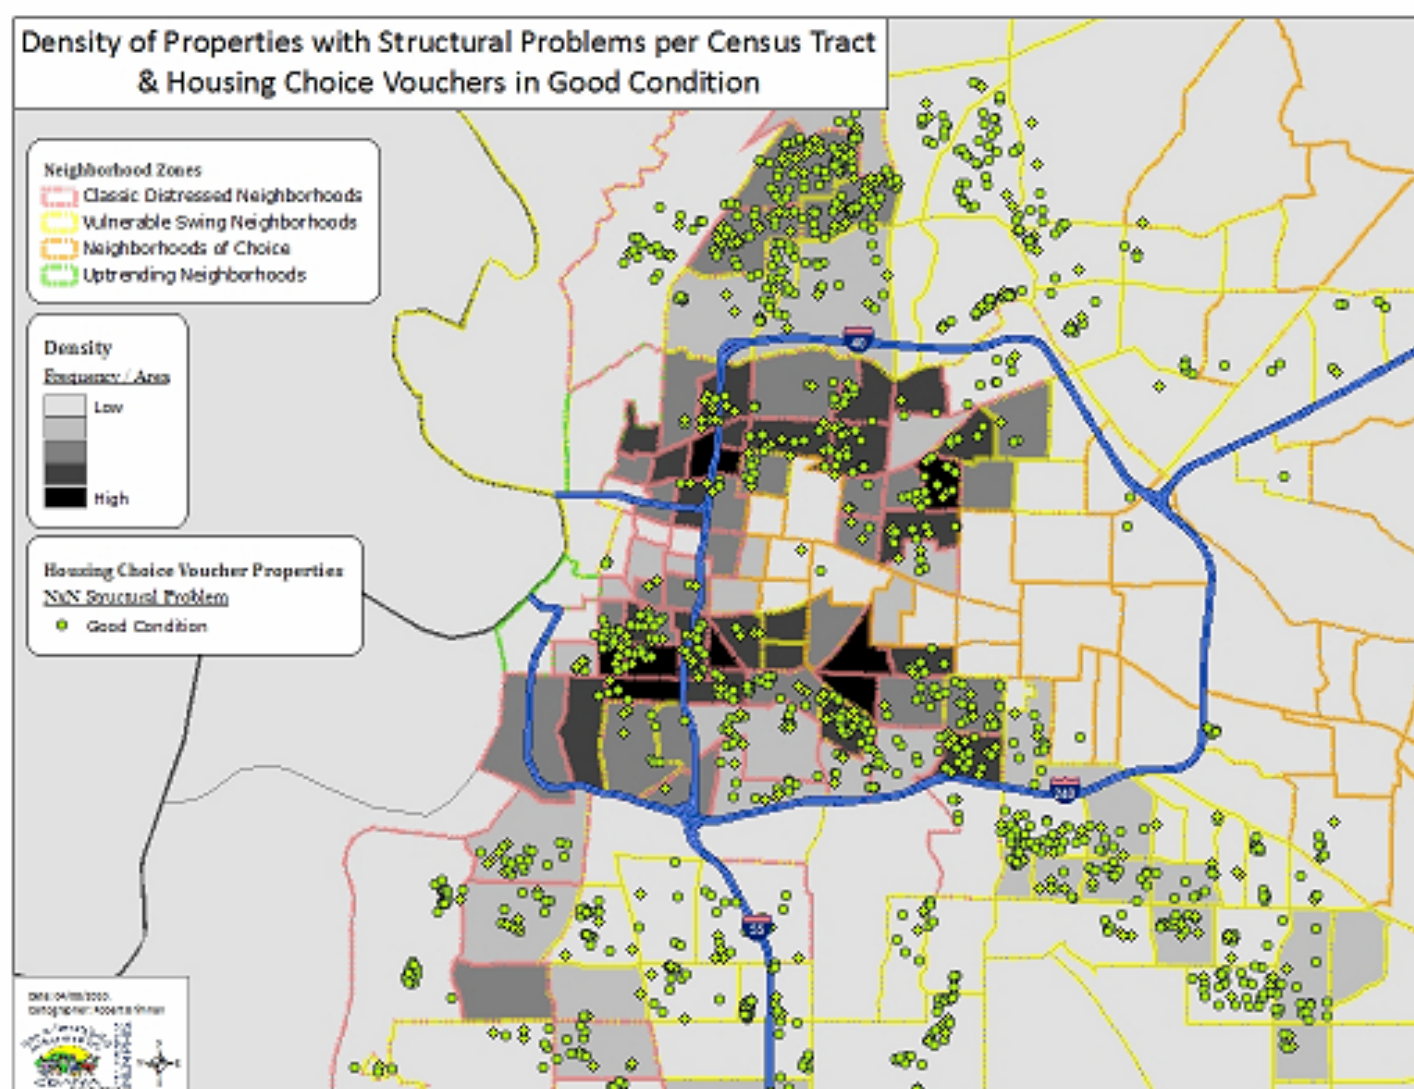 Density of Properties with Structural Problems per Census Tract
& Housing Choice Vouchers in Good Condition
Neighborhood Zones
Classic Distressed Neighborhoods
Vulnerable Swing Neighborhoods
Neighborhoods of Choice
Uptrending Neighborhoods
Density
Frequency / Area
Low
High
Housing Choice Voucher Properties
NxN Structural Problem
Good Condition
40
240
55